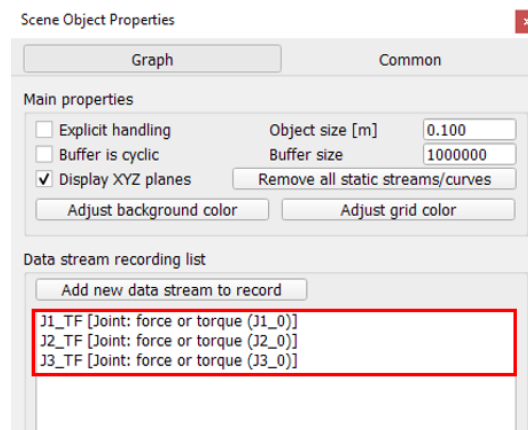 Scene Object Properties
Graph Common
Main properties
Explicit handling Object size [m] 0.100
Buffer is cyclic Buffer size 1000000
Display XYZ planes Remove all static streams/curves
Adjust background color Adjust grid color
Data stream recording list
Add new data stream to record
J1_TF [Joint: force or torque (J1_0)]
J2_TF [Joint: force or torque (J2_0)]
J3_TF [Joint: force or torque (J3_0)]